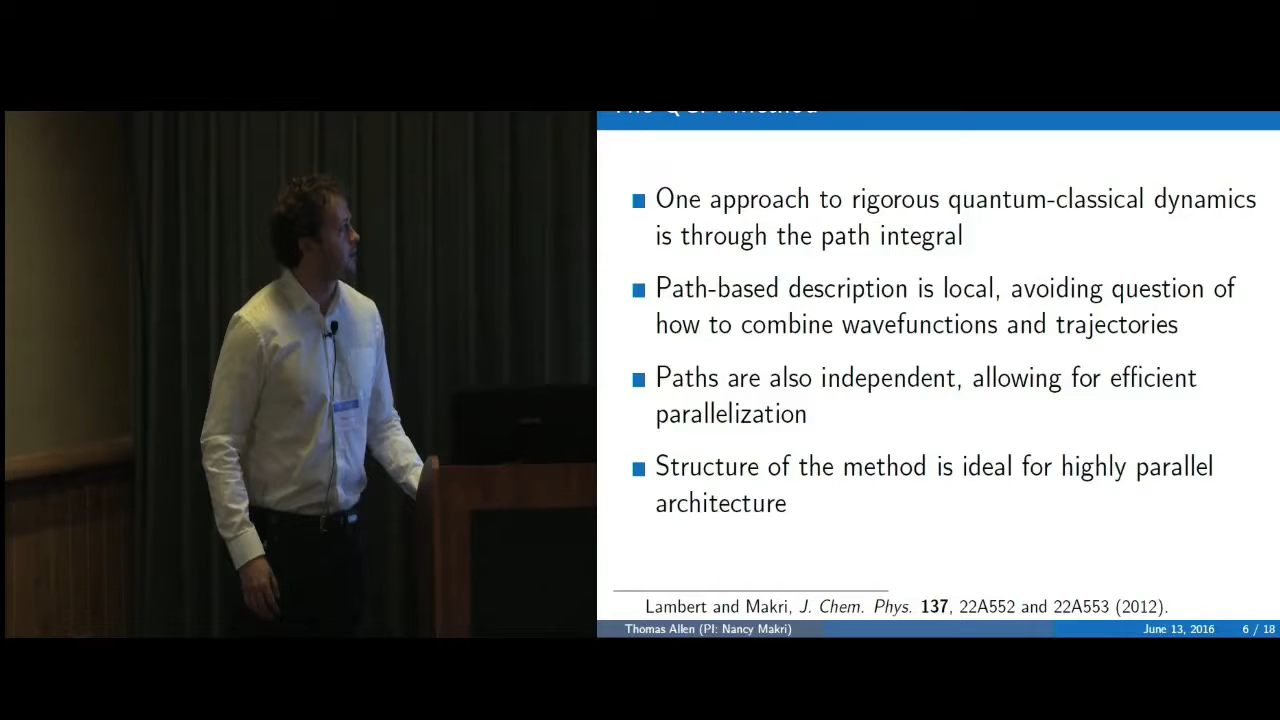 One approach to rigorous quantum-classical dynamics
is through the path integral
Path-based description is local, avoiding question of
how to combine wavefunctions and trajectories
Paths are also independent, allowing for efficient
parallelization
Structure of the method is ideal for highly parallel
architecture
Lambert and Makri, J. Chem. Phys. 137, 22A552 and 22A553 (2012).
Thomas Allen (PI: Nancy Makri) June 13, 2016 6 / 18